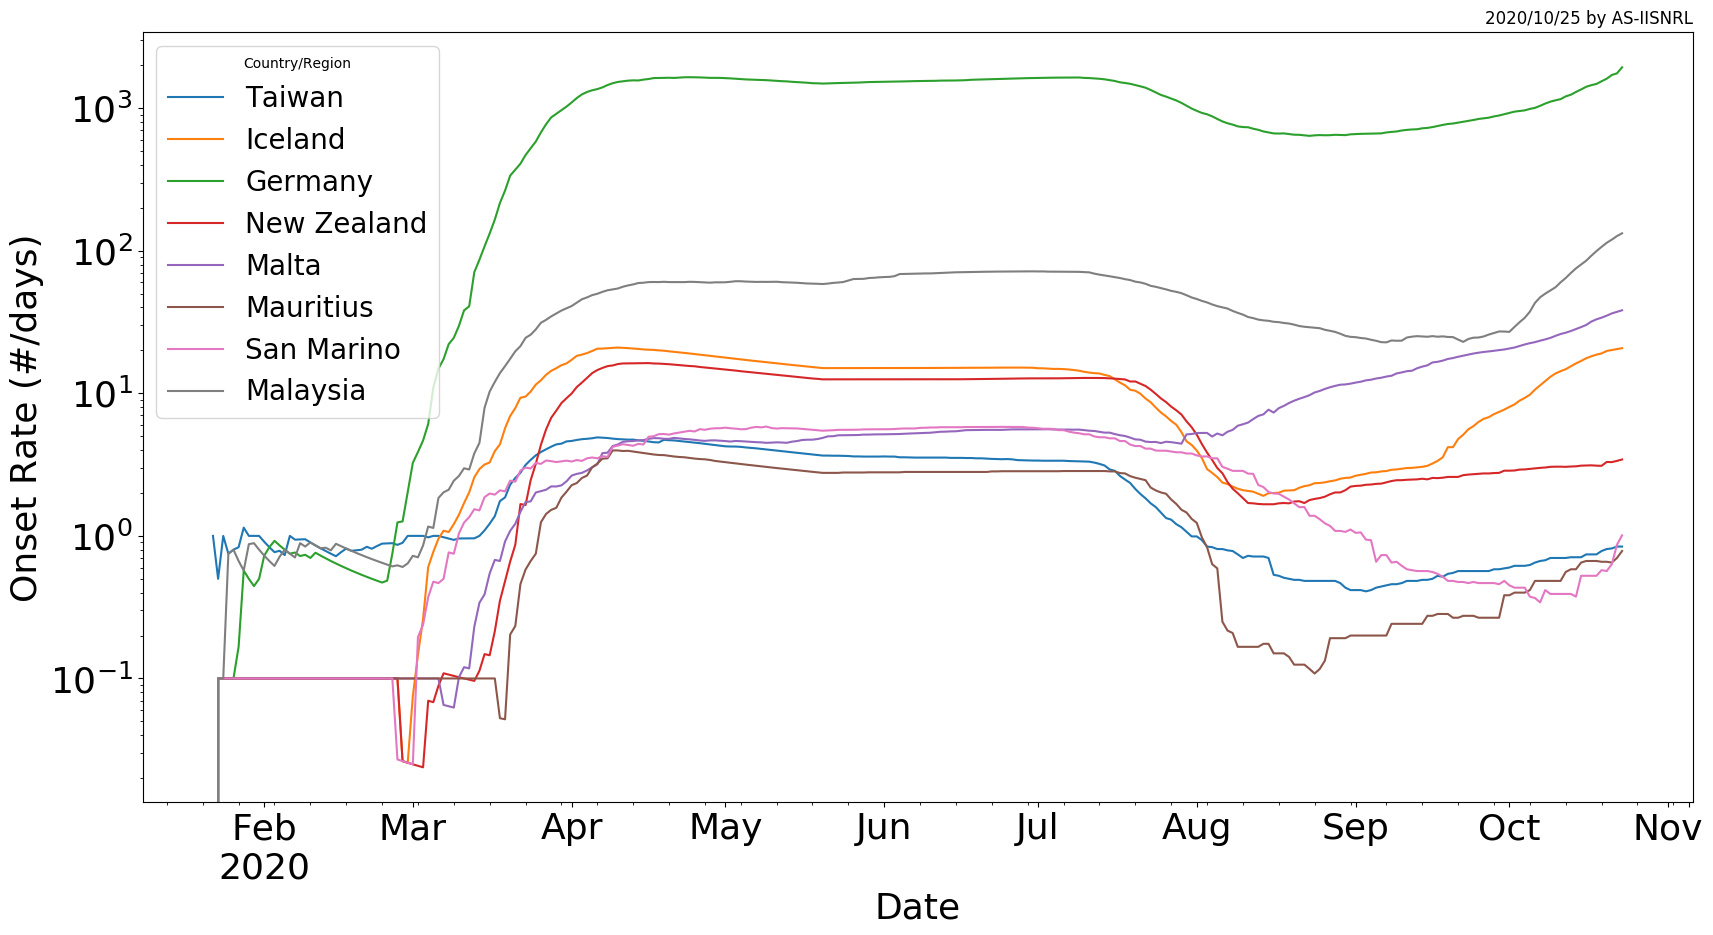 2020/10/25 by AS-IISNRL
Country/Region
Taiwan
Iceland
Germany
New Zealand
Malta
Mauritius
San Marino
Malaysia
Onset Rate (#/days)
10³
10²
10¹
10⁰
10⁻¹
Feb Mar Apr May Jun Jul Aug Sep Oct Nov
2020
Date